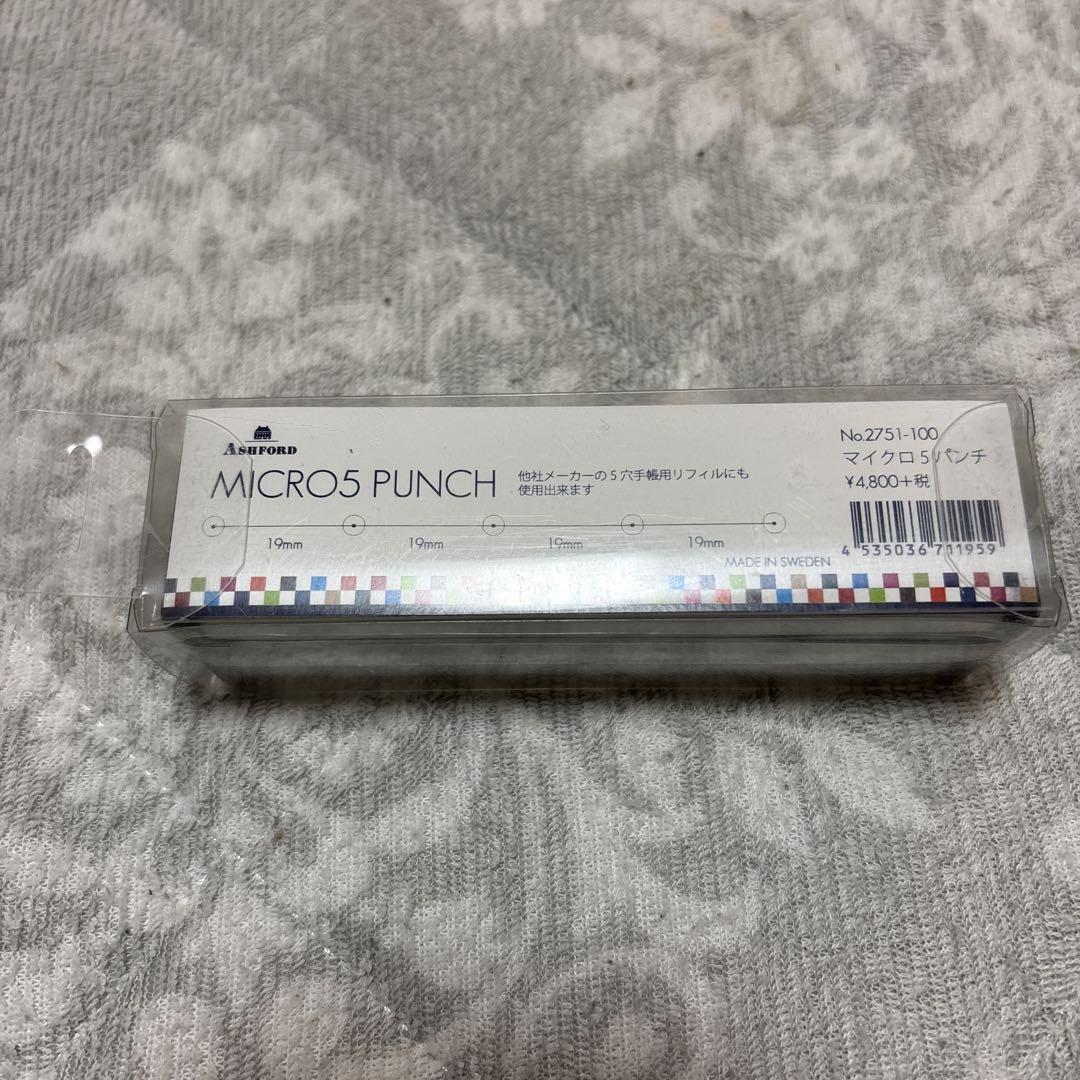 ASHFORD
MICRO5 PUNCH
他社メーカーの5穴手帳用リフィルにも
使用出来ます
No.2751-100
マイクロ5パンチ
¥4,800+税
19mm 19mm 19mm 19mm
4 535036 711959
MADE IN SWEDEN